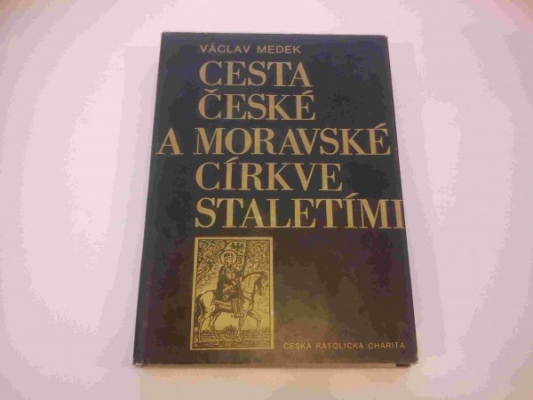 VÁCLAV MEDEK
CESTA
ČESKÉ
A MORAVSKÉ
CÍRKVE
STALETÍMI
ČESKÁ KATOLICKÁ CHARITA